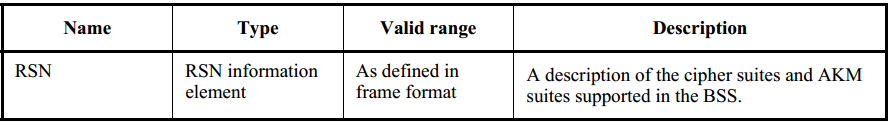 Name Type Valid range Description
RSN RSN information element As defined in frame format A description of the cipher suites and AKM suites supported in the BSS.